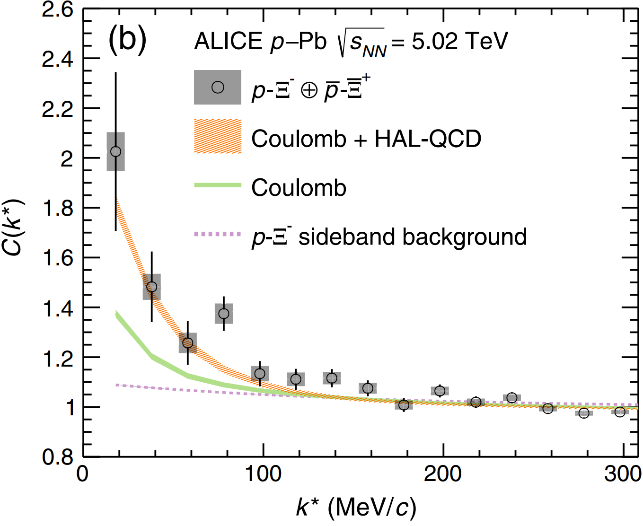 (b) ALICE p–Pb √sNN = 5.02 TeV
p-Ξ⁻ ⊕ p̅-Ξ̅⁺
Coulomb + HAL-QCD
Coulomb
p-Ξ⁻ sideband background
C(k*)
2.6
2.4
2.2
2
1.8
1.6
1.4
1.2
1
0.8
0 100 200 300
k* (MeV/c)